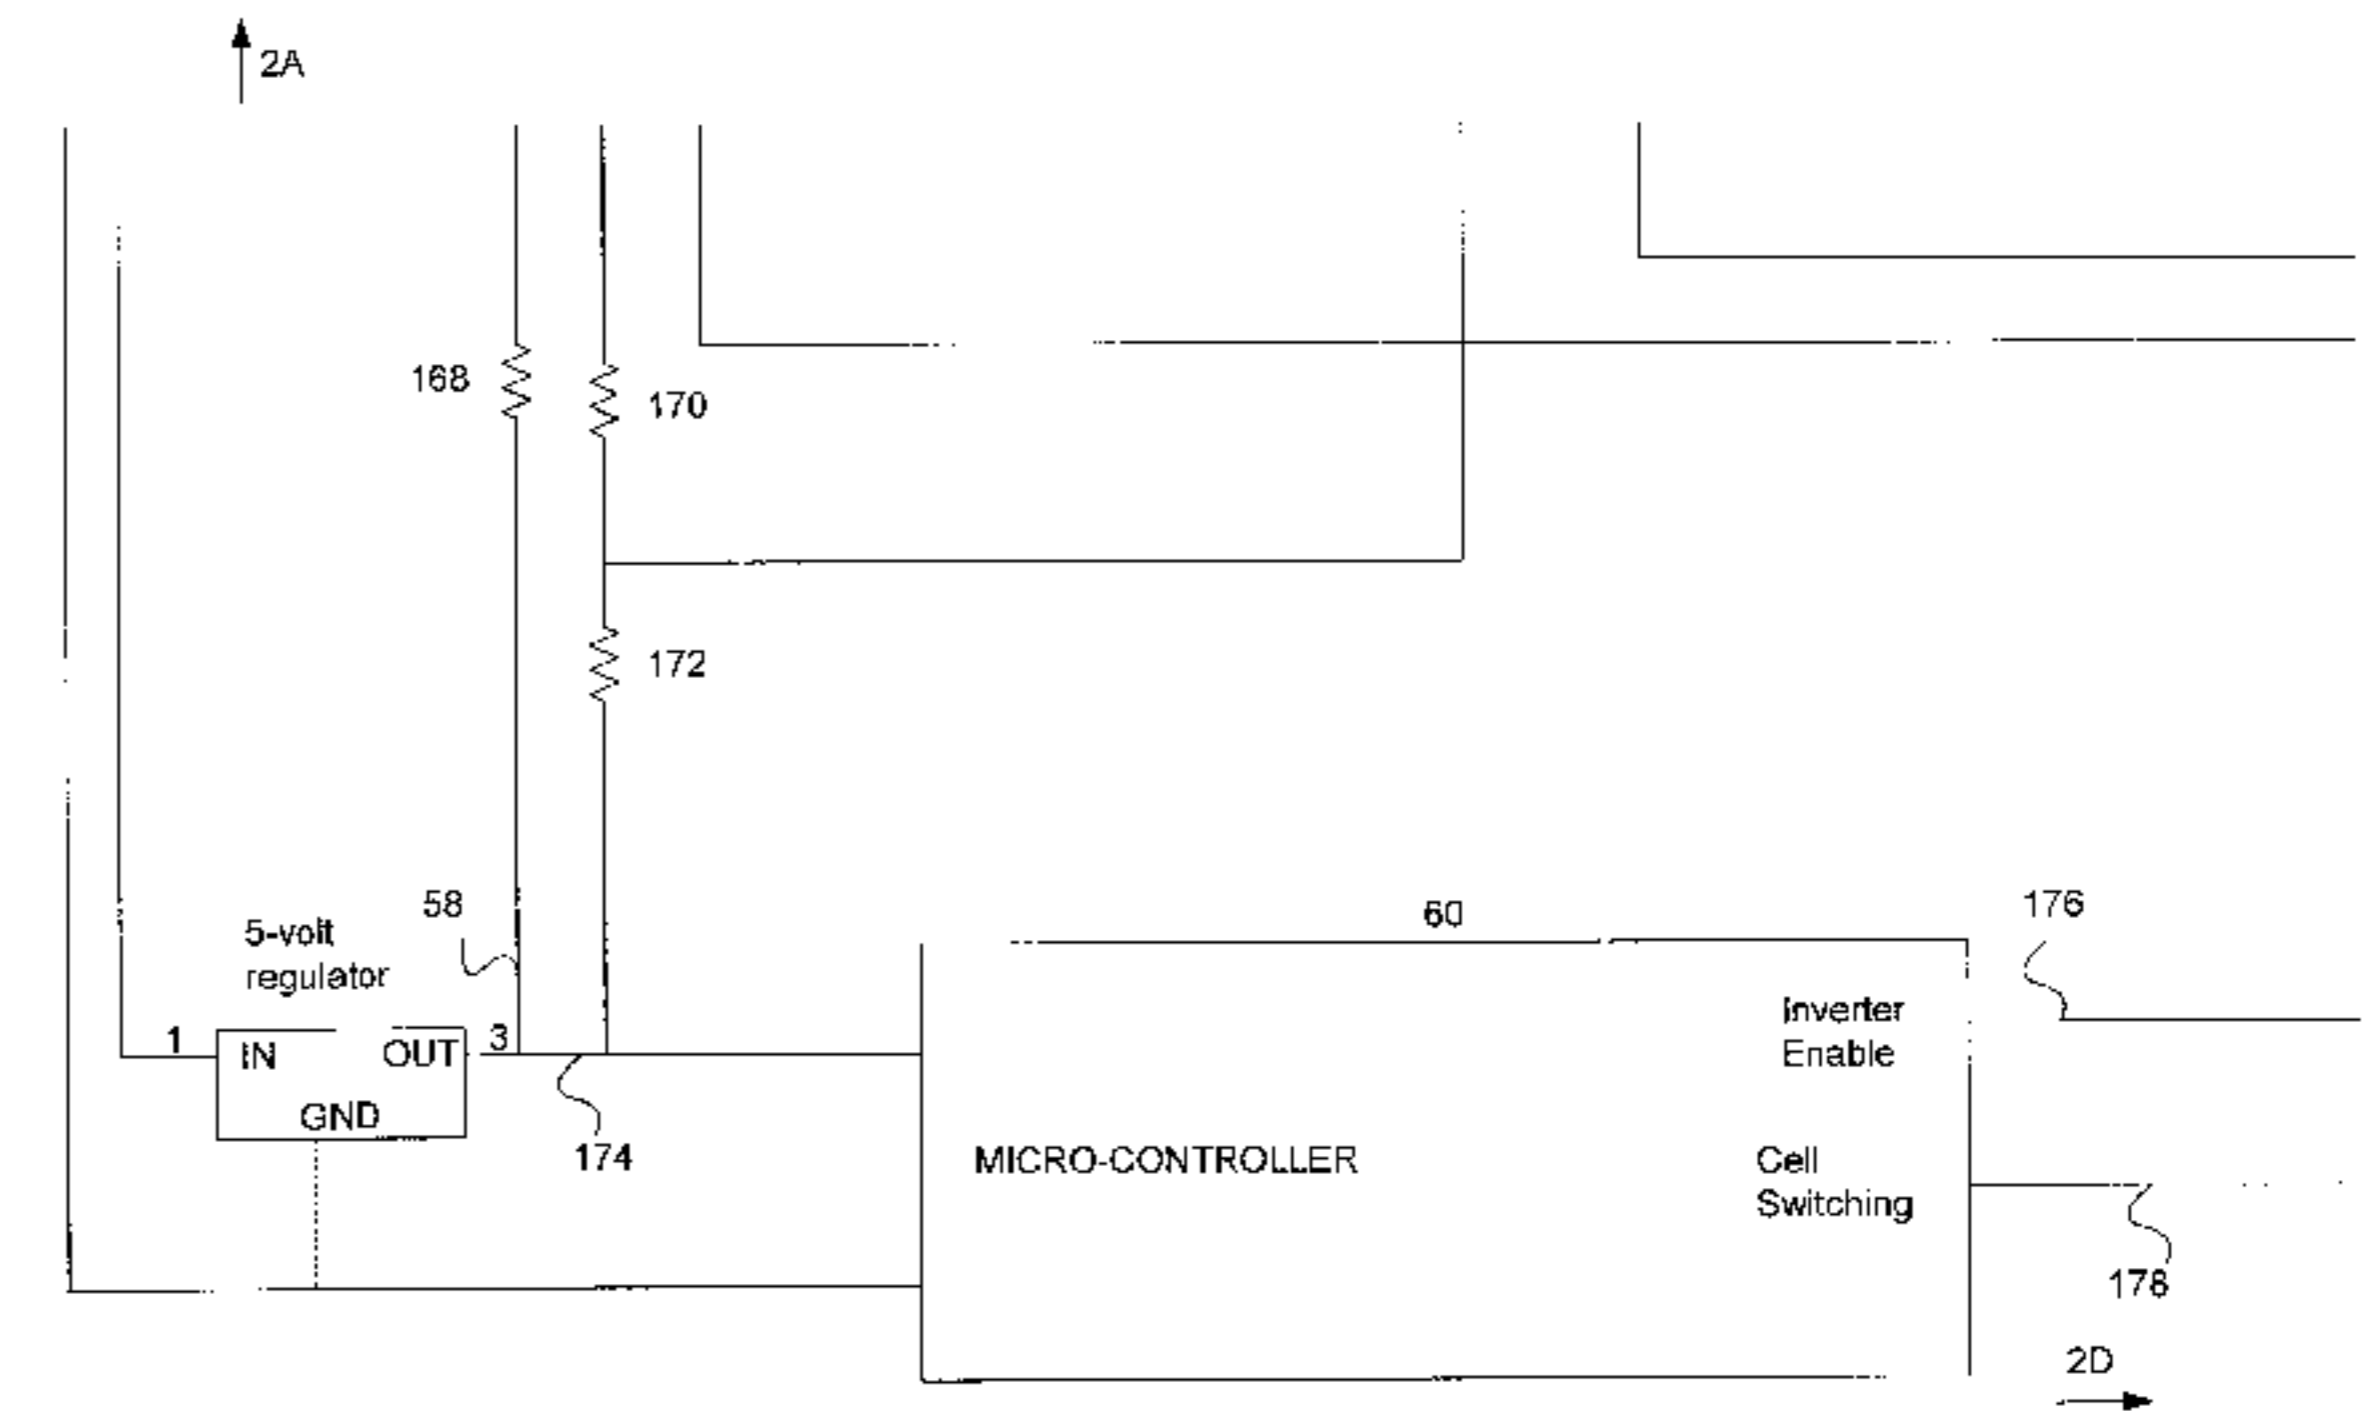 2A
168
170
172
58
60
176
5-volt
regulator
1
IN
OUT
3
GND
174
Inverter
Enable
MICRO-CONTROLLER
Cell
Switching
178
2D